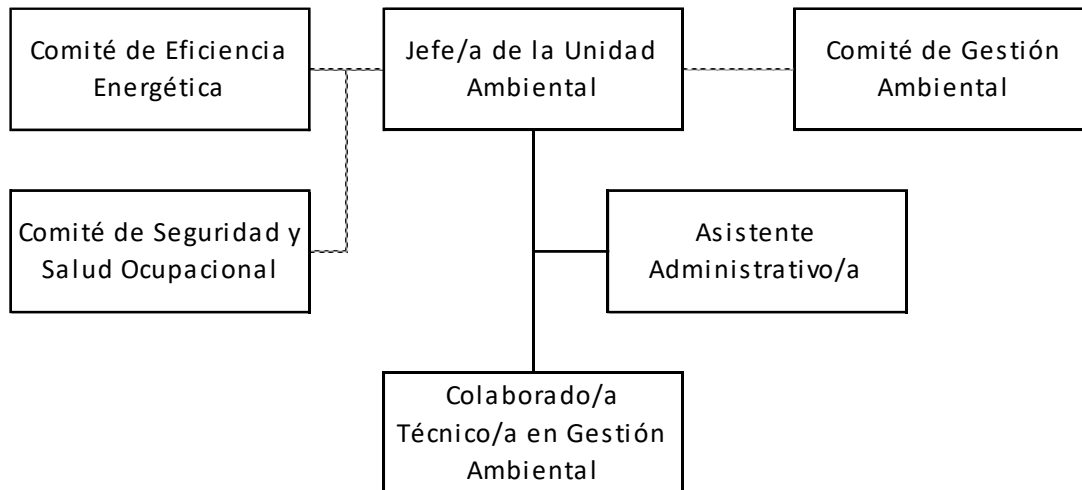 Comité de Eficiencia
Energética
Jefe/a de la Unidad
Ambiental
Comité de Gestión
Ambiental
Comité de Seguridad y
Salud Ocupacional
Asistente
Administrativo/a
Colaborado/a
Técnico/a en Gestión
Ambiental